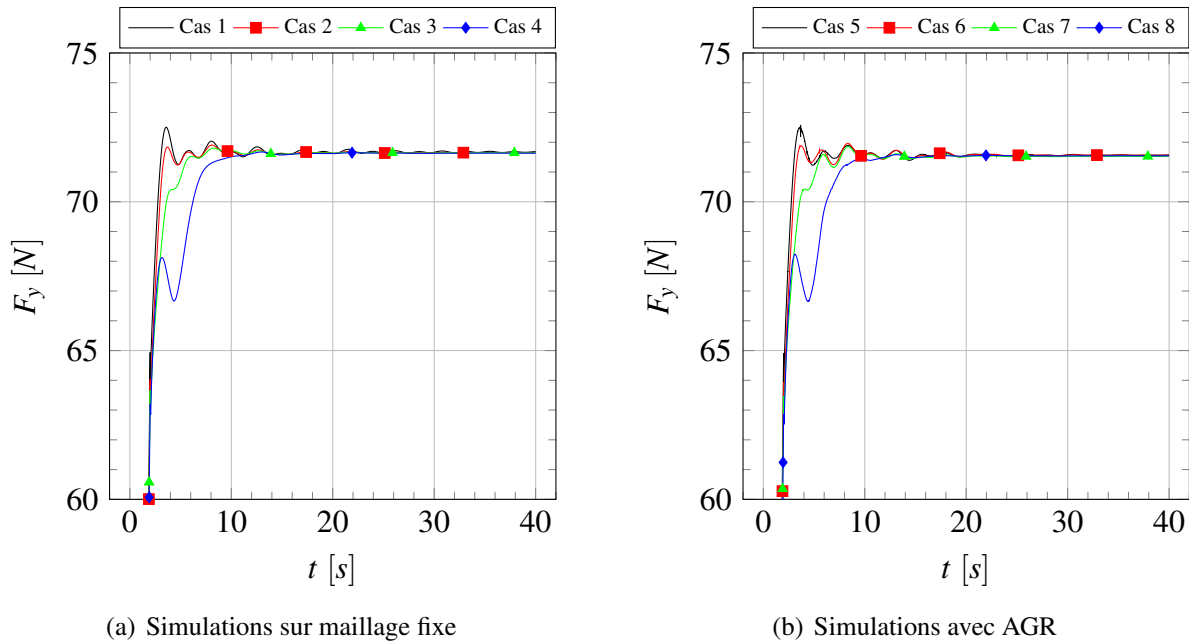 Cas 1 Cas 2 Cas 3 Cas 4
75
70
65
60
0 10 20 30 40
F_y [N]
t [s]
(a) Simulations sur maillage fixe
Cas 5 Cas 6 Cas 7 Cas 8
75
70
65
60
0 10 20 30 40
F_y [N]
t [s]
(b) Simulations avec AGR